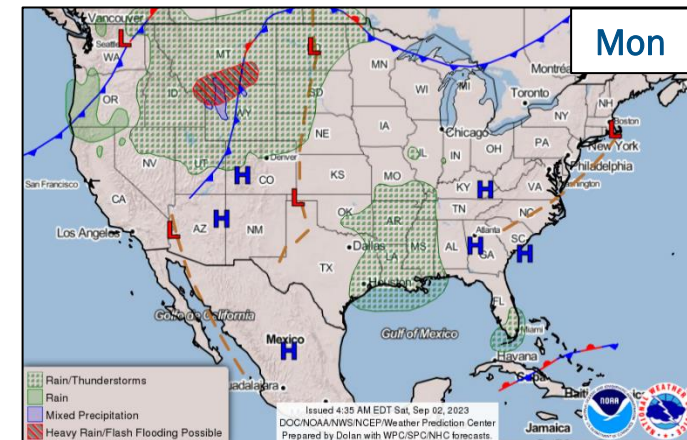 Mon
Vancouver
Seattle
L
WA
MT
L
MN
Montréal
OR
ID
WY
SD
WI
MI
Toronto
NH
NY
Boston
L
NE
IA
Chicago
PA
New York
NV
UT
Denver
IL
IN
OH
Philadelphia
San Francisco
H
CO
KS
MO
KY
H
VA
Washington
CA
L
OK
TN
NC
Los Angeles
L
AZ
H
NM
AR
Atlanta
H
SC
H
Dallas
MS
AL
GA
TX
LA
Houston
FL
Golfo de California
Gulf of Mexico
Miami
Mexico
H
Havana
Cuba
Guadalajara
Jamaica
Rain/Thunderstorms
Rain
Mixed Precipitation
Heavy Rain/Flash Flooding Possible
Issued 4:35 AM EDT Sat, Sep 02, 2023
DOC/NOAA/NWS/NCEP/Weather Prediction Center
Prepared by Dolan with WPC/SPC/NHC forecasts.
NOAA